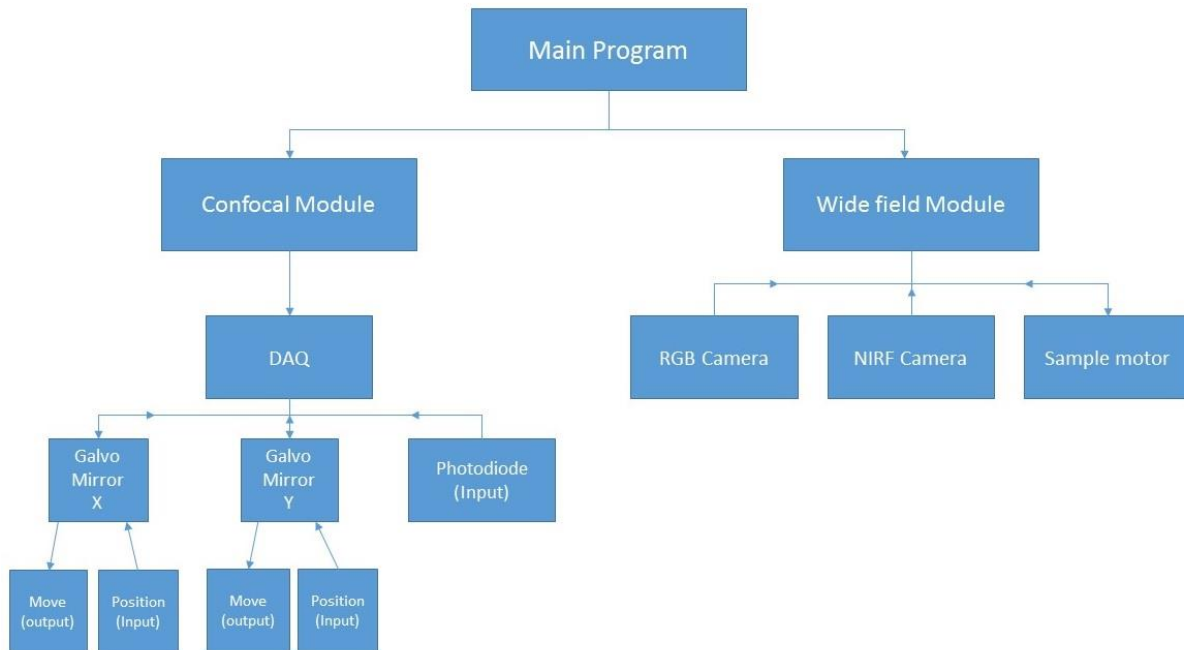 Main Program
Confocal Module
Wide field Module
DAQ
RGB Camera
NIRF Camera
Sample motor
Galvo
Mirror
X
Galvo
Mirror
Y
Photodiode
(Input)
Move
(output)
Position
(Input)
Move
(output)
Position
(Input)